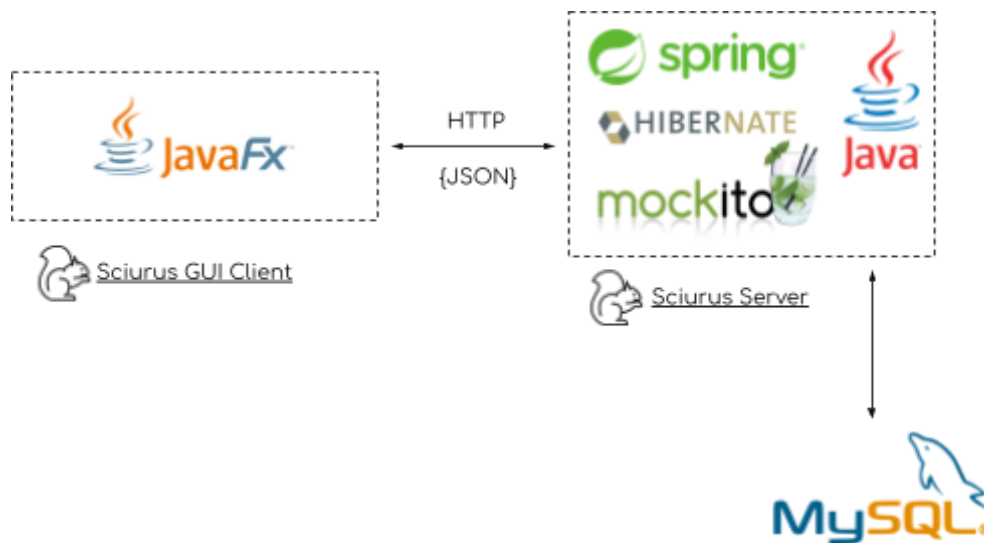 spring
HIBERNATE
Java
mockito
JavaFx
HTTP
{JSON}
Sciurus GUI Client
Sciurus Server
MySQL